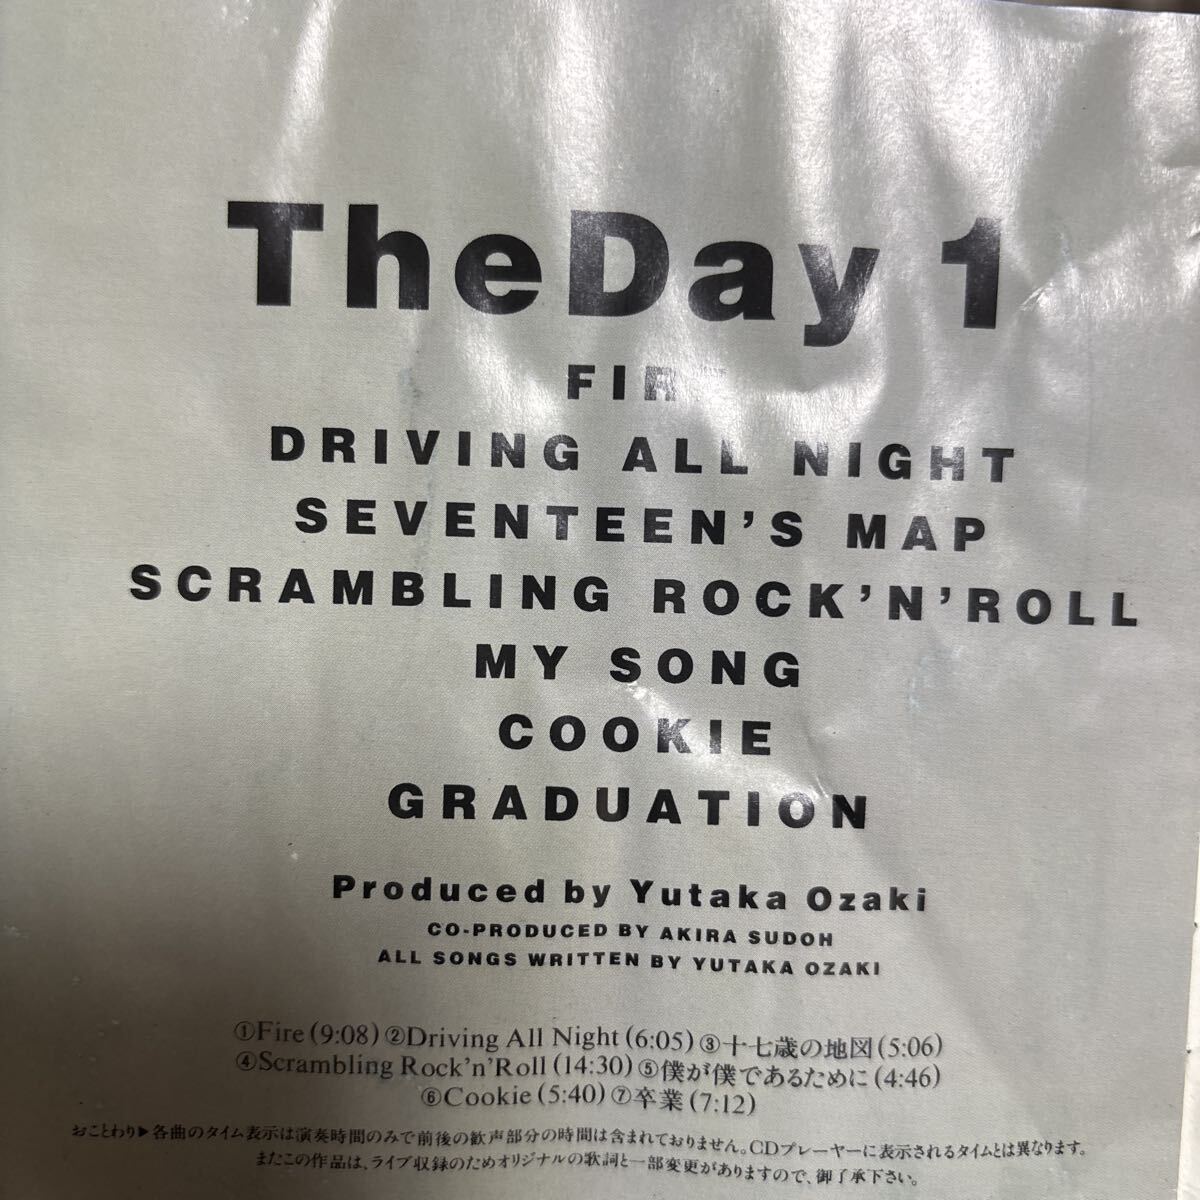 The Day 1
FIRE
DRIVING ALL NIGHT
SEVENTEEN'S MAP
SCRAMBLING ROCK'N'ROLL
MY SONG
COOKIE
GRADUATION
Produced by Yutaka Ozaki
CO-PRODUCED BY AKIRA SUDOH
ALL SONGS WRITTEN BY YUTAKA OZAKI
①Fire (9:08) ②Driving All Night (6:05) ③十七歳の地図 (5:06)
④Scrambling Rock'n'Roll (14:30) ⑤僕が僕であるために (4:46)
⑥Cookie (5:40) ⑦卒業 (7:12)
おことわり▶各曲のタイム表示は演奏時間のみで前後の歓声部分の時間は含まれておりません。CDプレーヤーに表示されるタイムとは異なります。
またこの作品は、ライブ収録のためオリジナルの歌詞と一部変更がありますので、御了承下さい。